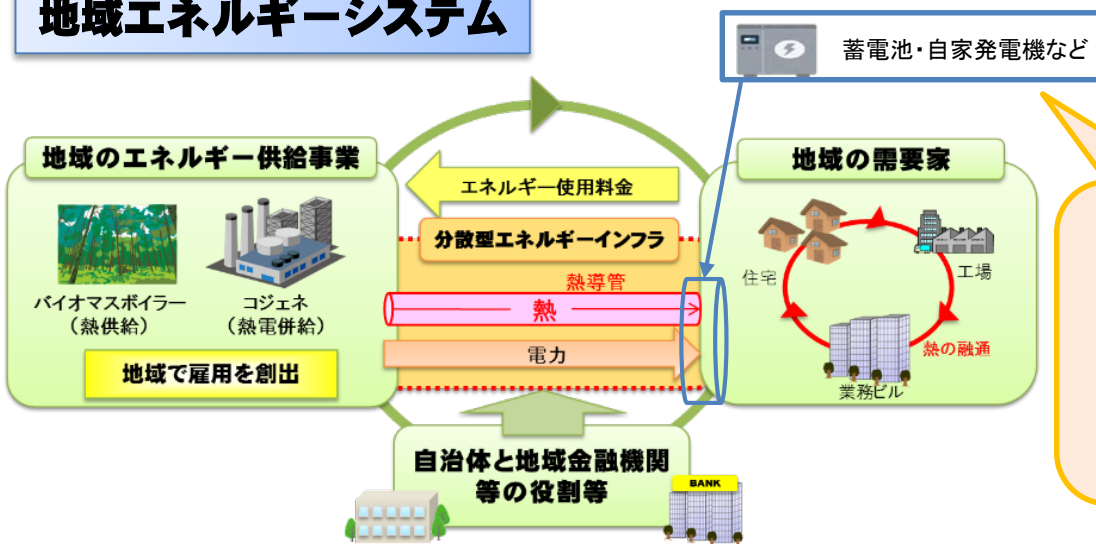 地域エネルギーシステム
蓄電池・自家発電機など
地域のエネルギー供給事業
バイオマスボイラー
（熱供給）
コジェネ
（熱電併給）
地域で雇用を創出
エネルギー使用料金
分散型エネルギーインフラ
熱導管
熱
電力
地域の需要家
住宅
工場
熱の融通
業務ビル
自治体と地域金融機関
等の役割等
BANK